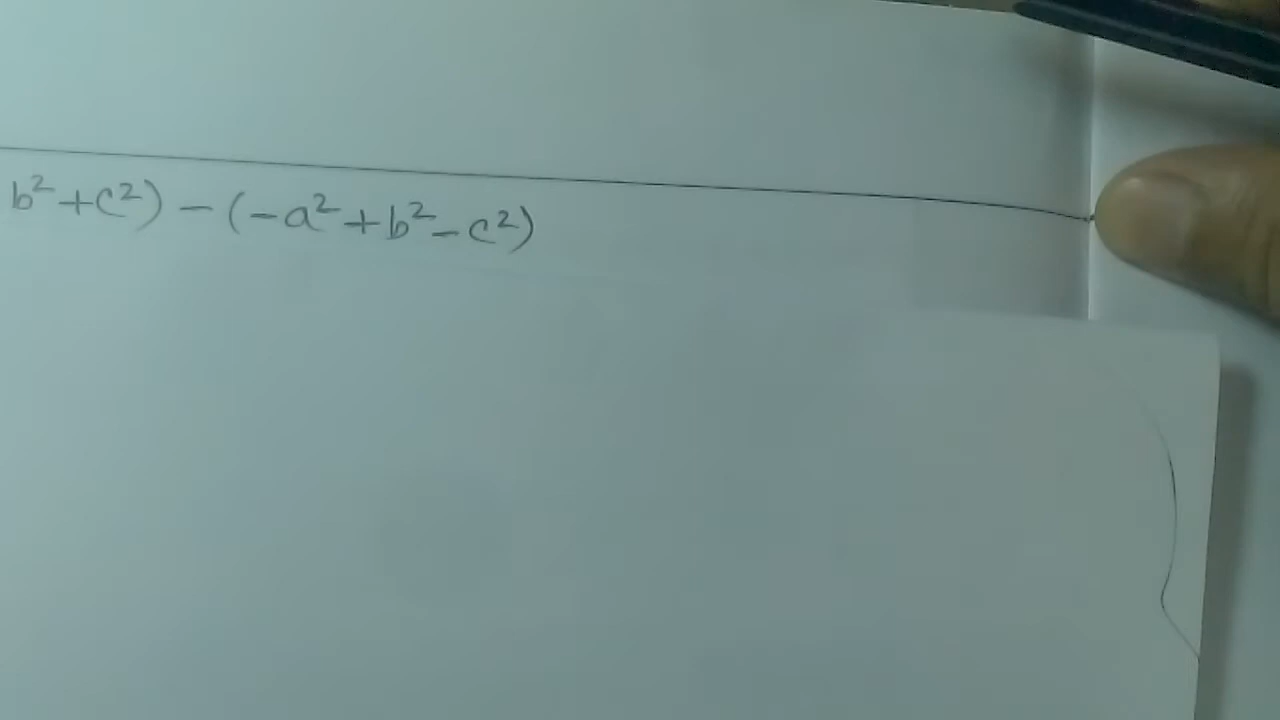 b² + c²) - (-a² + b² - c²)